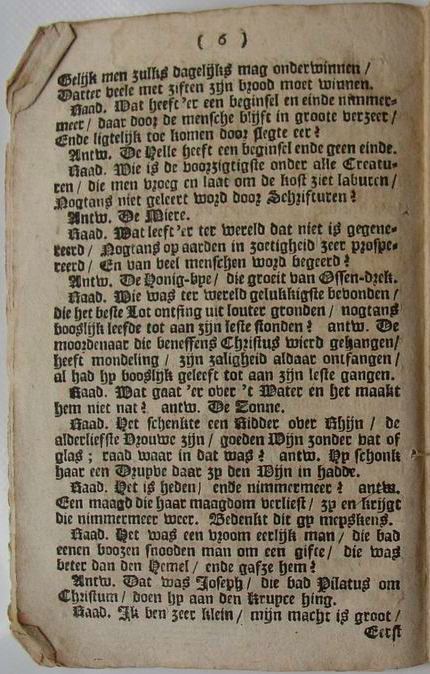 ( 6 )
Gelijk men zulks dagelijks mag onderwinnen /
Datter veele met ziften zijn brood moet winnen.
Raad. Wat heeft'er een beginsel en einde nimmer-
meer / daar door de mensche blijft in groote verzeer /
Ende ligtelijk toe komen door slegte eer?
Antw. De Helle heeft een beginsel ende geen einde.
Raad. Wie is de voorzigtigste onder alle Creatu-
ren / die men vroeg en laat om de kost ziet laburen /
Nogtans niet geleert word door Schrifturen?
Antw. De Miere.
Raad. Wat leeft'er ter wereld dat niet is gegene-
reerd / Nogtans op aarden in zoetigheid zeer prospe-
reerd / En van veel menschen word begeerd?
Antw. De Honig-bye / die groeit van Ossen-drek.
Raad. Wie was ter wereld gelukkigste bevonden /
die het beste Lot ontfing uit louter gronden / nogtans
booslijk leefde tot aan zijn leste stonden? antw. De
moordenaar die beneffens Christus wierd gehangen /
heeft mondeling / zijn zaligheid aldaar ontfangen /
al had hy booslyk geleeft tot aan zijn leste gangen.
Raad. Wat gaat 'er over 't Water en het maakt
hem niet nat? antw. De Zonne.
Raad. Het schenkte een Ridder over Rhijn / de
alderliefste Vrouwe zijn / goeden Wijn zonder vat of
glas; raad waar in dat was? antw. Hy schonk
haar een Druyve daar zy den Wijn in hadde.
Raad. Het is heden / ende nimmermeer? antw.
Een maagd die haar maagdom verliest / zy en krijgt
die nimmermeer weer. Bedenkt dit gy meyskens.
Raad. Het was een vroom eerlijk man / die bad
eenen boozen snooden man om een gifte / die was
beter dan den Hemel / ende gafze hem?
Antw. Dat was Joseph / die bad Pilatus om
Christum / doen hy aan den Kruyce hing.
Raad. Ik ben zeer klein / mijn macht is groot /
Eerst